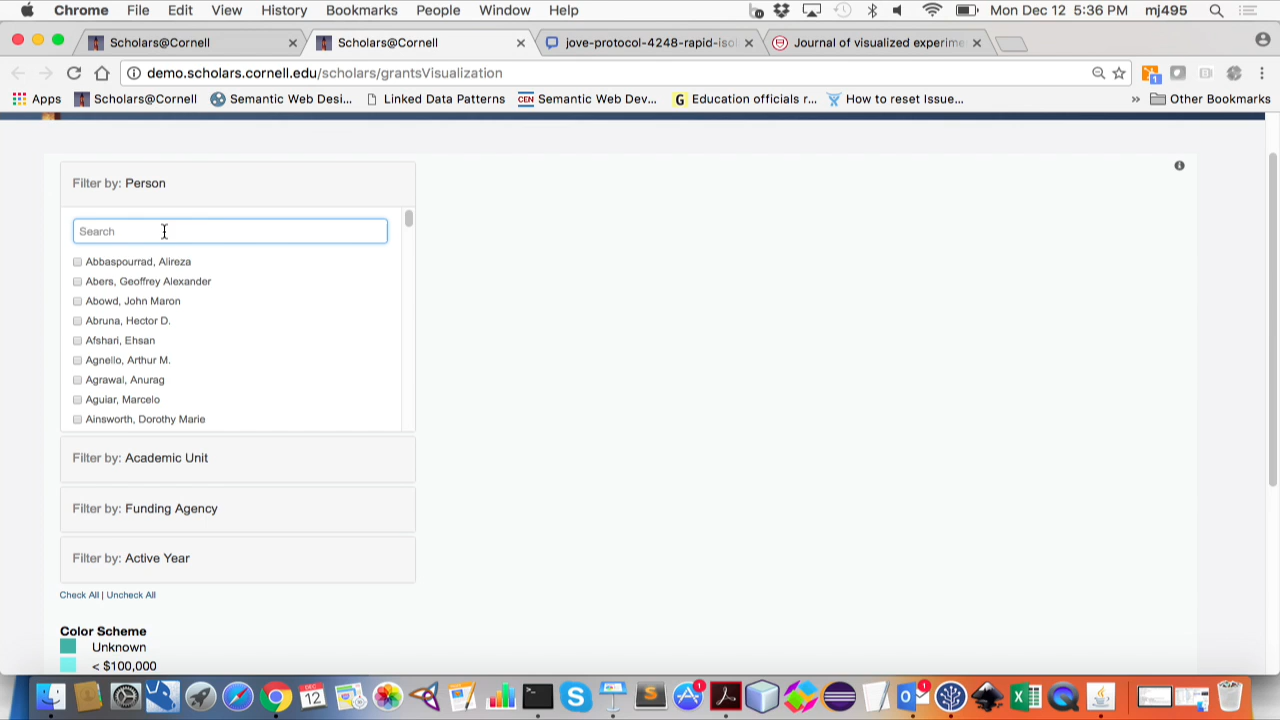 Chrome File Edit View History Bookmarks People Window Help Mon Dec 12 5:36 PM mj495
Scholars@Cornell Scholars@Cornell jove-protocol-4248-rapid-iso Journal of visualized experime
demo.scholars.cornell.edu/scholars/grantsVisualization
Apps Scholars@Cornell Semantic Web Desi... Linked Data Patterns CEN Semantic Web Dev... G Education officials r... How to reset Issue... » Other Bookmarks
Filter by: Person
Search
Abbaspourrad, Alireza
Abers, Geoffrey Alexander
Abowd, John Maron
Abruna, Hector D.
Afshari, Ehsan
Agnello, Arthur M.
Agrawal, Anurag
Aguiar, Marcelo
Ainsworth, Dorothy Marie
Filter by: Academic Unit
Filter by: Funding Agency
Filter by: Active Year
Check All | Uncheck All
Color Scheme
Unknown
< $100,000